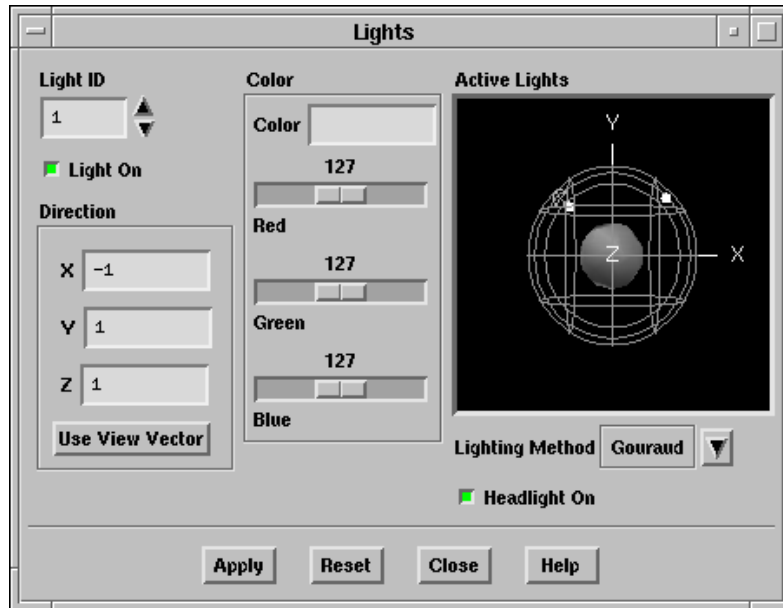 Lights
Light ID
1
Light On
Direction
X -1
Y 1
Z 1
Use View Vector
Color
Color
127
Red
127
Green
127
Blue
Active Lights
Y
Z
X
Lighting Method Gouraud
Headlight On
Apply Reset Close Help